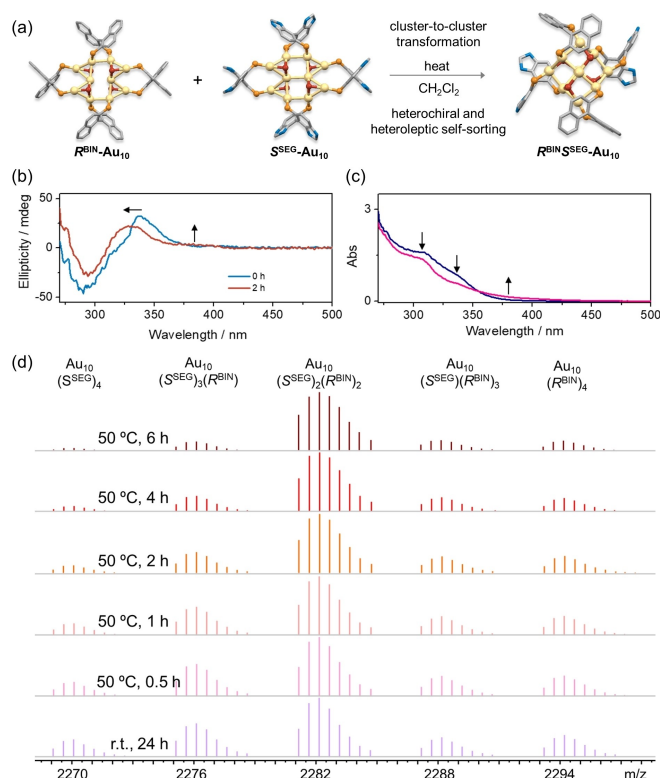 (a)
cluster-to-cluster
transformation
heat
CH2Cl2
heterochiral and
heteroleptic self-sorting
+
R^BIN-Au10
S^SEG-Au10
R^BIN S^SEG-Au10
(b)
Ellipticity / mdeg
50
0
-50
0 h
2 h
300
350
400
450
500
Wavelength / nm
(c)
Abs
3
0
300
350
400
450
500
Wavelength / nm
(d)
Au10
(S^SEG)4
Au10
(S^SEG)3(R^BIN)
Au10
(S^SEG)2(R^BIN)2
Au10
(S^SEG)(R^BIN)3
Au10
(R^BIN)4
50 ºC, 6 h
50 ºC, 4 h
50 ºC, 2 h
50 ºC, 1 h
50 ºC, 0.5 h
r.t., 24 h
2270
2276
2282
2288
2294
m/z